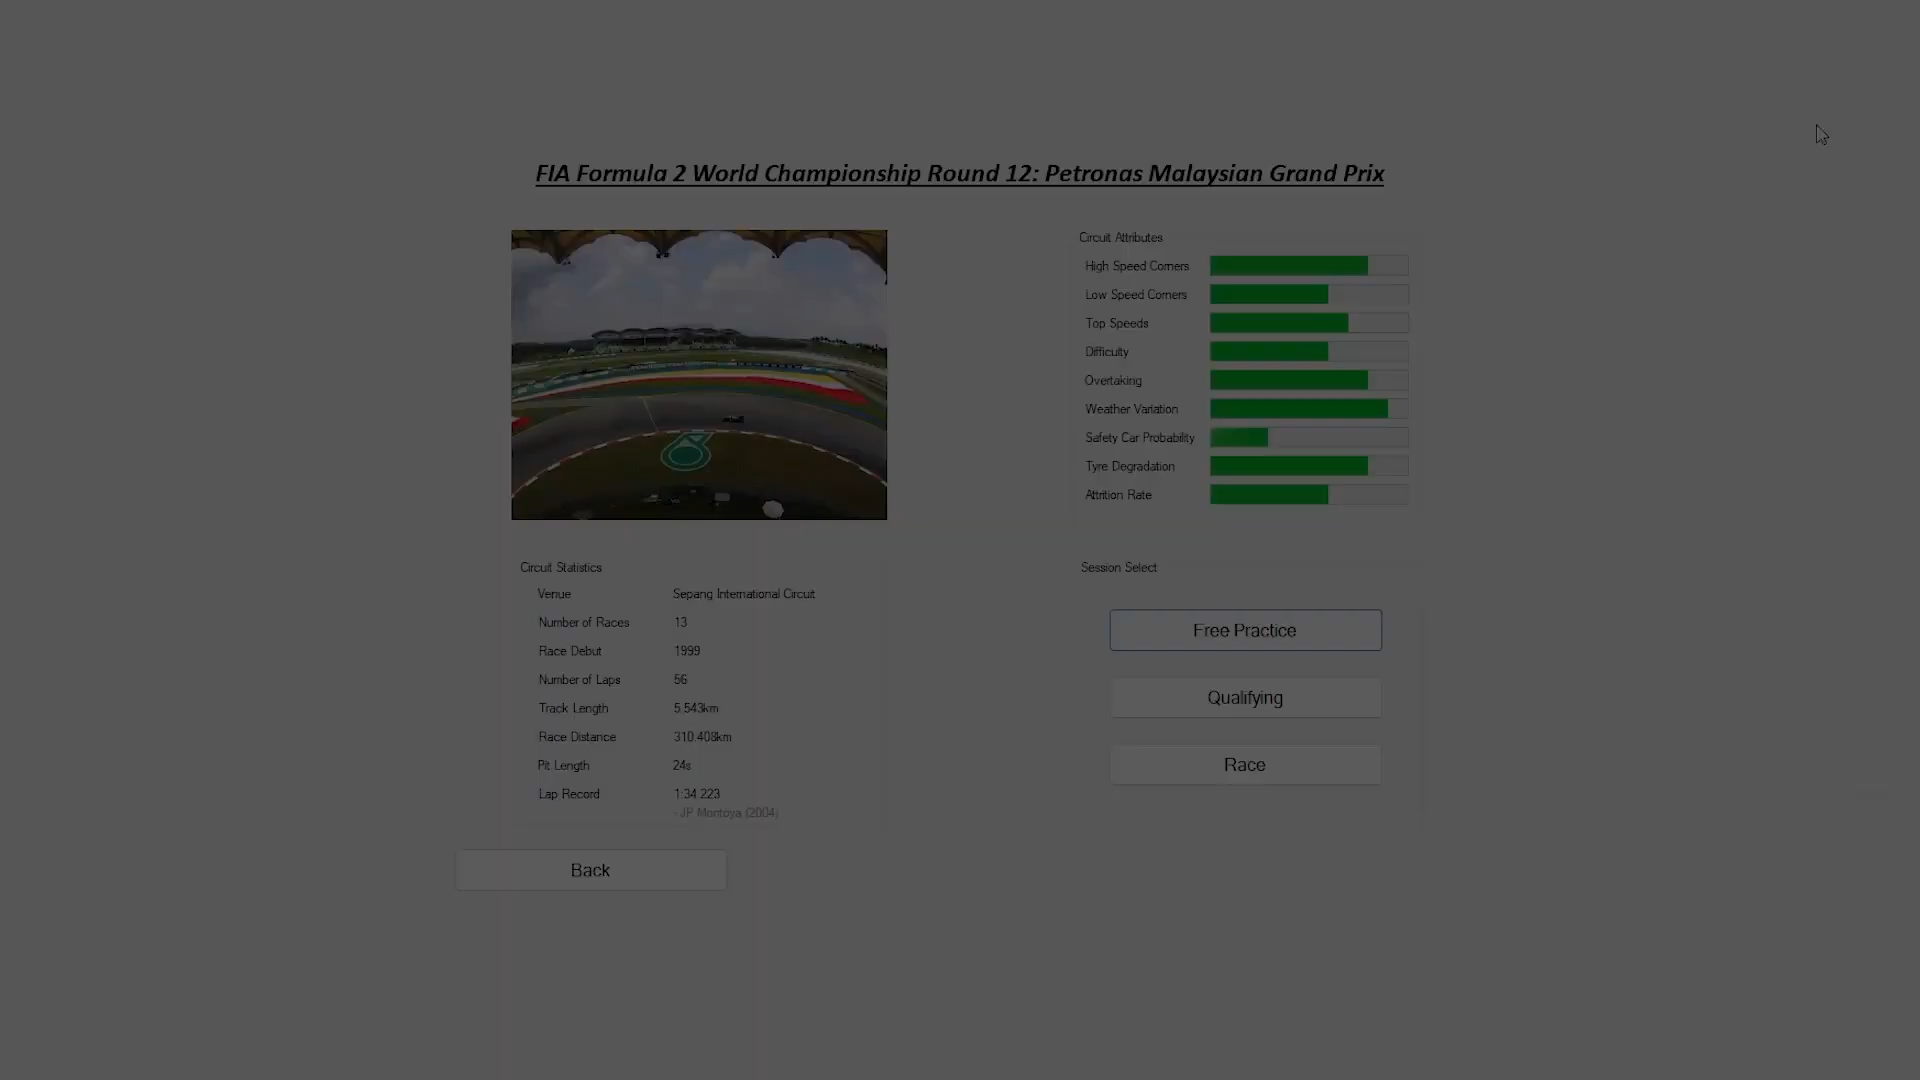 FIA Formula 2 World Championship Round 12: Petronas Malaysian Grand Prix
Circuit Attributes
High Speed Corners
Low Speed Corners
Top Speeds
Difficulty
Overtaking
Weather Variation
Safety Car Probability
Tyre Degradation
Attrition Rate
Circuit Statistics
Venue Sepang International Circuit
Number of Races 13
Race Debut 1999
Number of Laps 56
Track Length 5.543km
Race Distance 310.408km
Pit Length 24s
Lap Record 1:34.223
- JP Montoya (2004)
Session Select
Free Practice
Qualifying
Race
Back